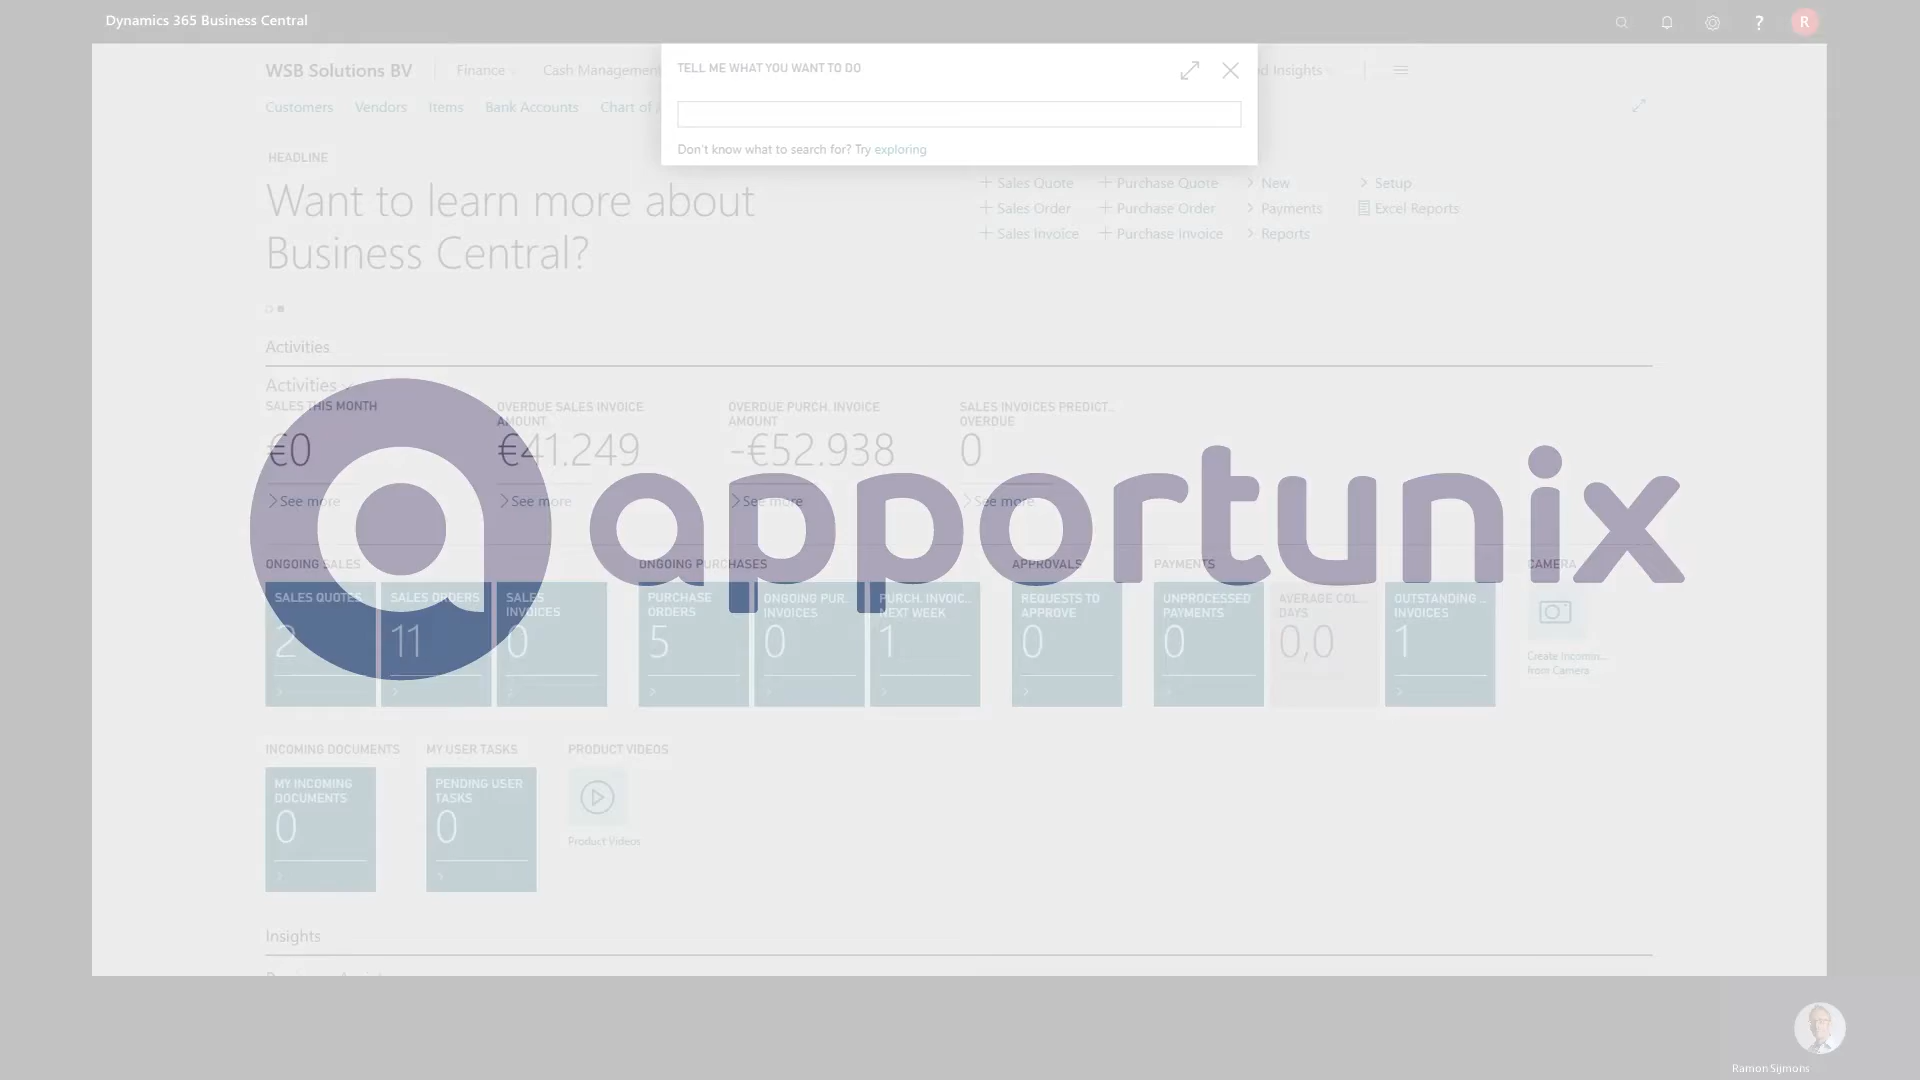 Dynamics 365 Business Central
?
R
WSB Solutions BV
Finance
Cash Management
d Insights
TELL ME WHAT YOU WANT TO DO
Don't know what to search for? Try exploring
Customers
Vendors
Items
Bank Accounts
Chart of
HEADLINE
Want to learn more about
Business Central?
Sales Quote
Purchase Quote
New
Setup
Sales Order
Purchase Order
Payments
Excel Reports
Sales Invoice
Purchase Invoice
Reports
Activities
Activities
SALES THIS MONTH
€0
See more
OVERDUE SALES INVOICE
AMOUNT
€41.249
See more
OVERDUE PURCH. INVOICE
AMOUNT
-€52.938
See more
SALES INVOICES PREDICT...
OVERDUE
0
See more
apportunix
ONGOING SALES
ONGOING PURCHASES
APPROVALS
PAYMENTS
CAMERA
SALES QUOTES
2
SALES ORDERS
11
SALES
INVOICES
0
PURCHASE
ORDERS
5
ONGOING PUR...
INVOICES
0
PURCH. INVOIC...
NEXT WEEK
1
REQUESTS TO
APPROVE
0
UNPROCESSED
PAYMENTS
0
AVERAGE COL...
DAYS
0,0
OUTSTANDING ...
INVOICES
1
Create Incomin...
from Camera
INCOMING DOCUMENTS
MY USER TASKS
PRODUCT VIDEOS
MY INCOMING
DOCUMENTS
0
PENDING USER
TASKS
0
Product Videos
Insights
Ramon Sijmons